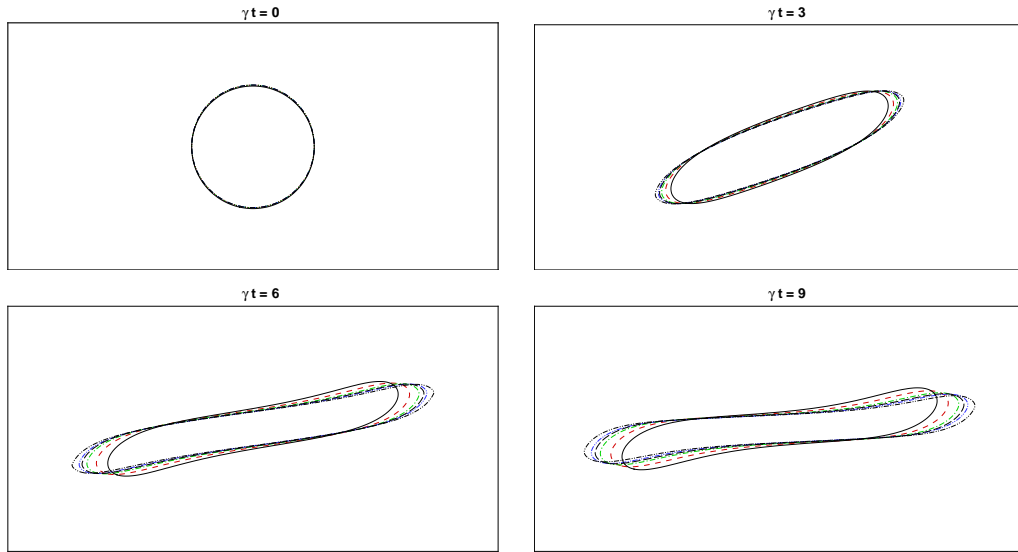 γ t = 0
γ t = 3
γ t = 6
γ t = 9